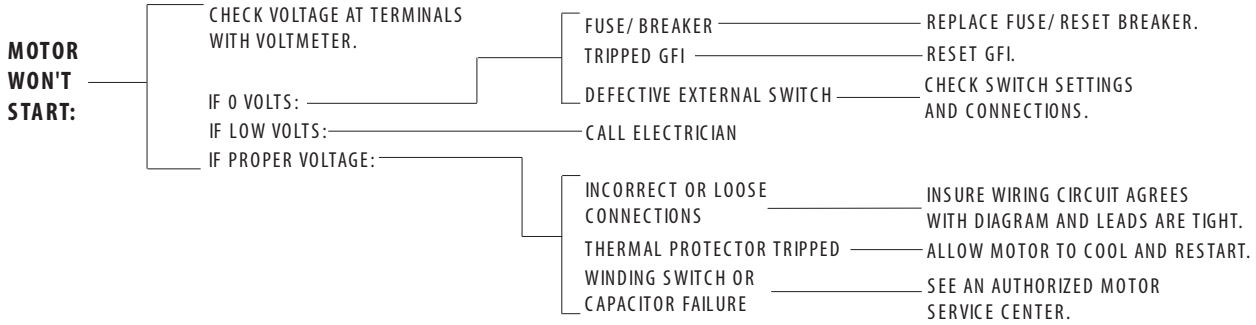 MOTOR
WON'T
START:
CHECK VOLTAGE AT TERMINALS
WITH VOLTMETER.
IF 0 VOLTS:
FUSE/ BREAKER
REPLACE FUSE/ RESET BREAKER.
TRIPPED GFI
RESET GFI.
DEFECTIVE EXTERNAL SWITCH
CHECK SWITCH SETTINGS
AND CONNECTIONS.
IF LOW VOLTS:
CALL ELECTRICIAN
IF PROPER VOLTAGE:
INCORRECT OR LOOSE
CONNECTIONS
INSURE WIRING CIRCUIT AGREES
WITH DIAGRAM AND LEADS ARE TIGHT.
THERMAL PROTECTOR TRIPPED
ALLOW MOTOR TO COOL AND RESTART.
WINDING SWITCH OR
CAPACITOR FAILURE
SEE AN AUTHORIZED MOTOR
SERVICE CENTER.